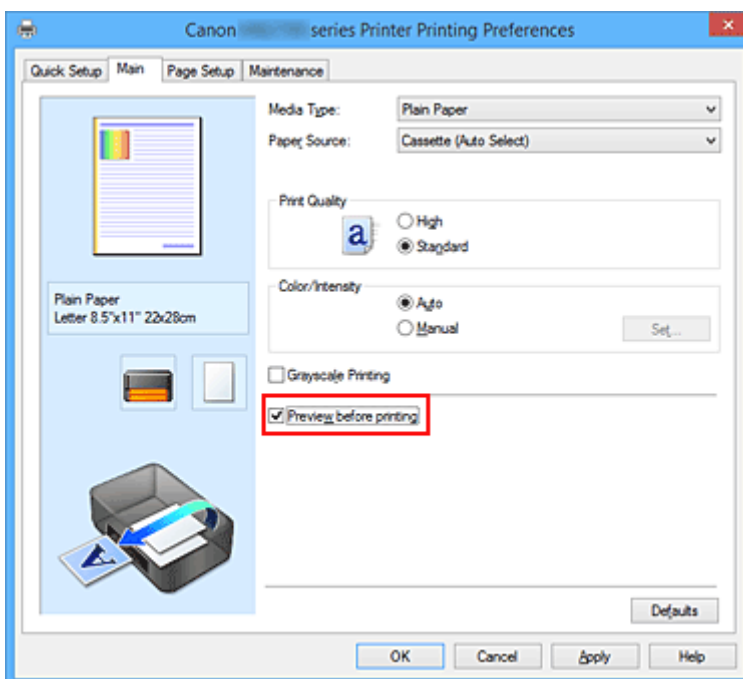 Canon series Printer Printing Preferences
Quick Setup Main Page Setup Maintenance
Media Type: Plain Paper
Paper Source: Cassette (Auto Select)
Print Quality
a High
Standard
Color/Intensity
Auto
Manual Set...
Plain Paper
Letter 8.5"x11" 22x28cm
Grayscale Printing
Preview before printing
A
Defaults
OK Cancel Apply Help